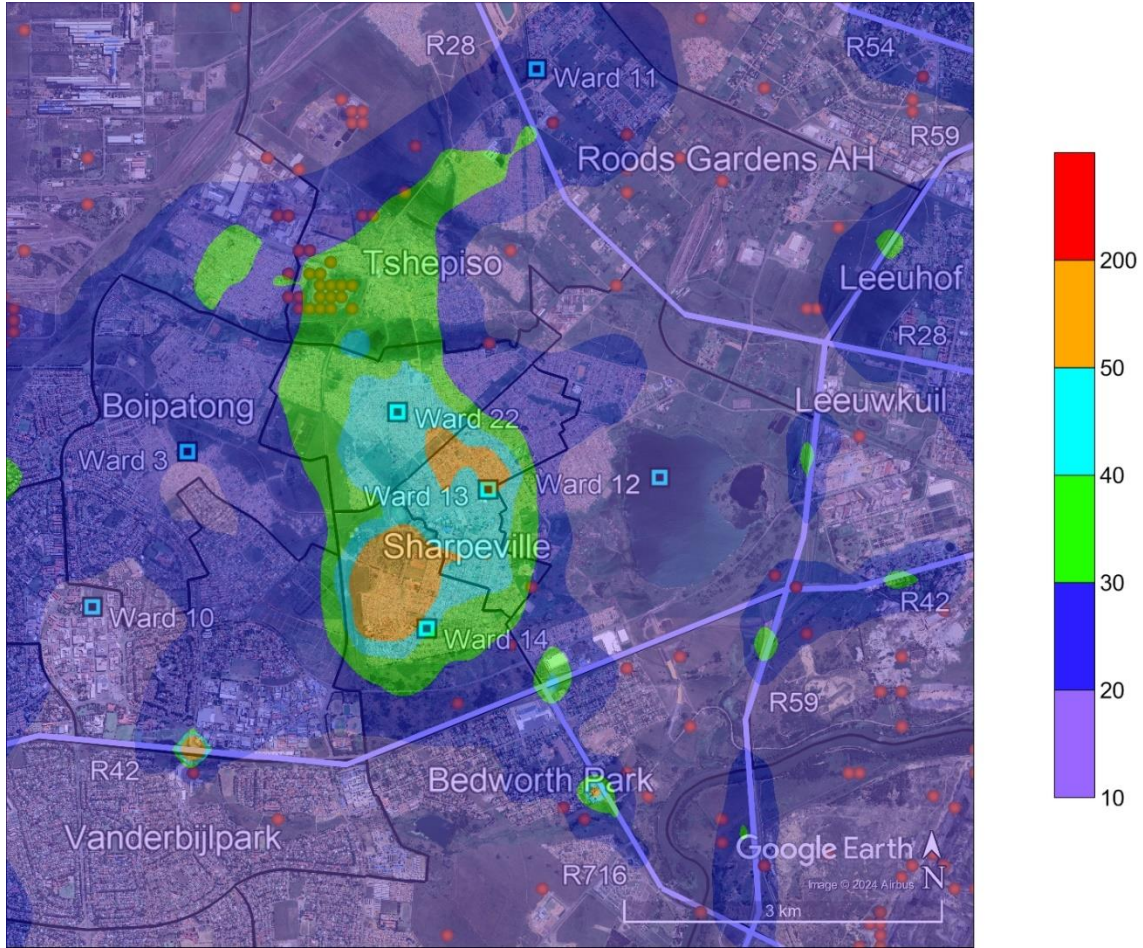 R28
R54
Ward 11
R59
Roods Gardens AH
Tshepiso
Leeuhof
R28
Boipatong
Ward 22
Leeuwkuil
Ward 3
Ward 13
Ward 12
Sharpeville
Ward 10
Ward 14
R42
R59
R42
Bedworth Park
Vanderbijlpark
R716
Google Earth
Image © 2024 Airbus
N
3 km
200
50
40
30
20
10